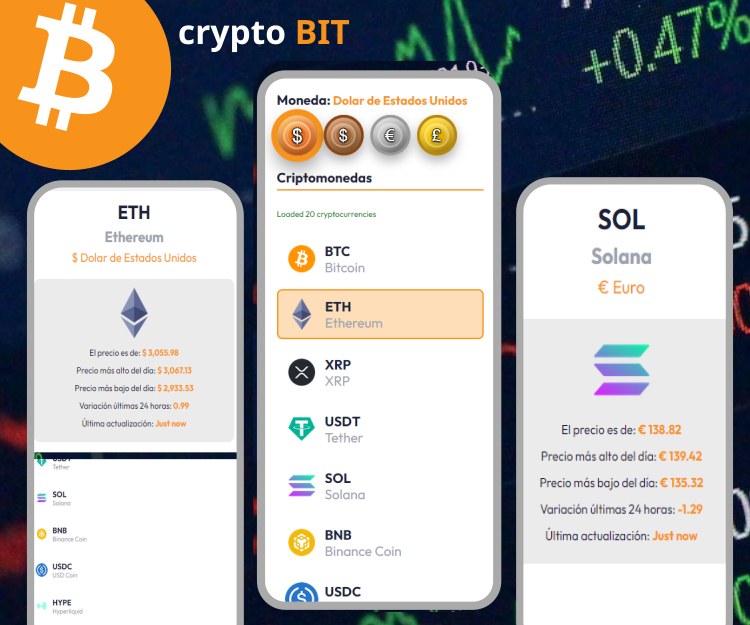 crypto BIT
+0.47%
Moneda: Dolar de Estados Unidos
$ $ € £
Criptomonedas
Loaded 20 cryptocurrencies
BTC
Bitcoin
ETH
Ethereum
XRP
XRP
USDT
Tether
SOL
Solana
BNB
Binance Coin
USDC
ETH
Ethereum
$ Dolar de Estados Unidos
El precio es de: $ 3,055.98
Precio más alto del día: $ 3,067.13
Precio más bajo del día: $ 2,933.53
Variación últimas 24 horas: 0.99
Última actualización: Just now
USDT
Tether
SOL
Solana
BNB
Binance Coin
USDC
USD Coin
HYPE
Hyperliquid
SOL
Solana
€ Euro
El precio es de: € 138.82
Precio más alto del día: € 139.42
Precio más bajo del día: € 135.32
Variación últimas 24 horas: -1.29
Última actualización: Just now